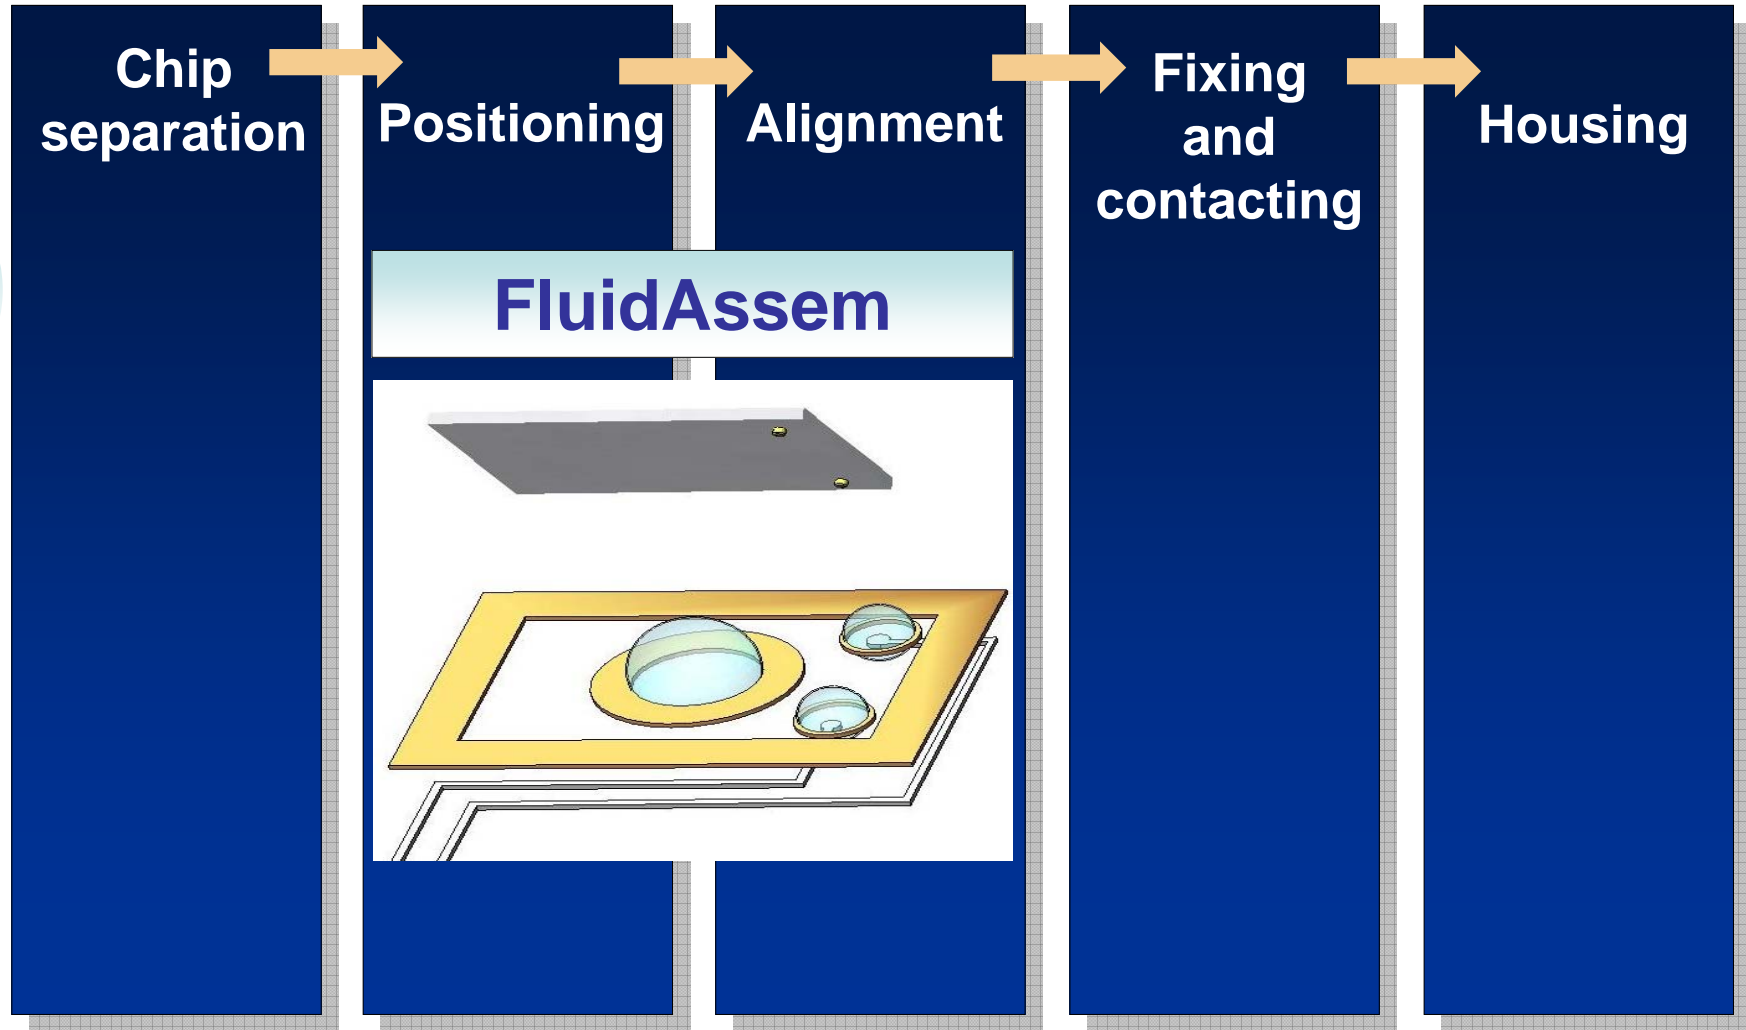 Chip
separation
Positioning
Alignment
Fixing
and
contacting
Housing
FluidAssem